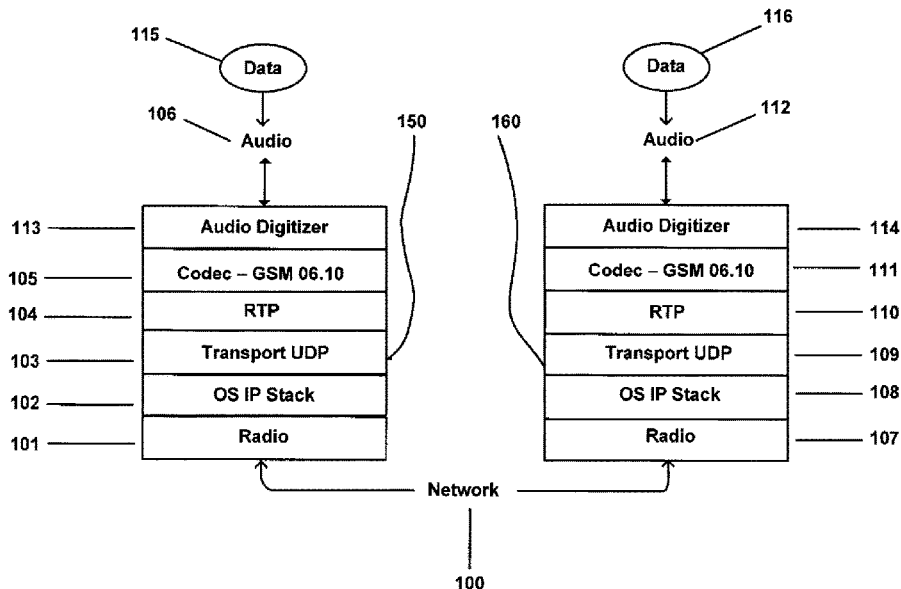 115
Data
106
Audio
150
113
Audio Digitizer
105
Codec – GSM 06.10
104
RTP
103
Transport UDP
102
OS IP Stack
101
Radio
116
Data
112
Audio
160
Audio Digitizer
114
Codec – GSM 06.10
111
RTP
110
Transport UDP
109
OS IP Stack
108
Radio
107
Network
100